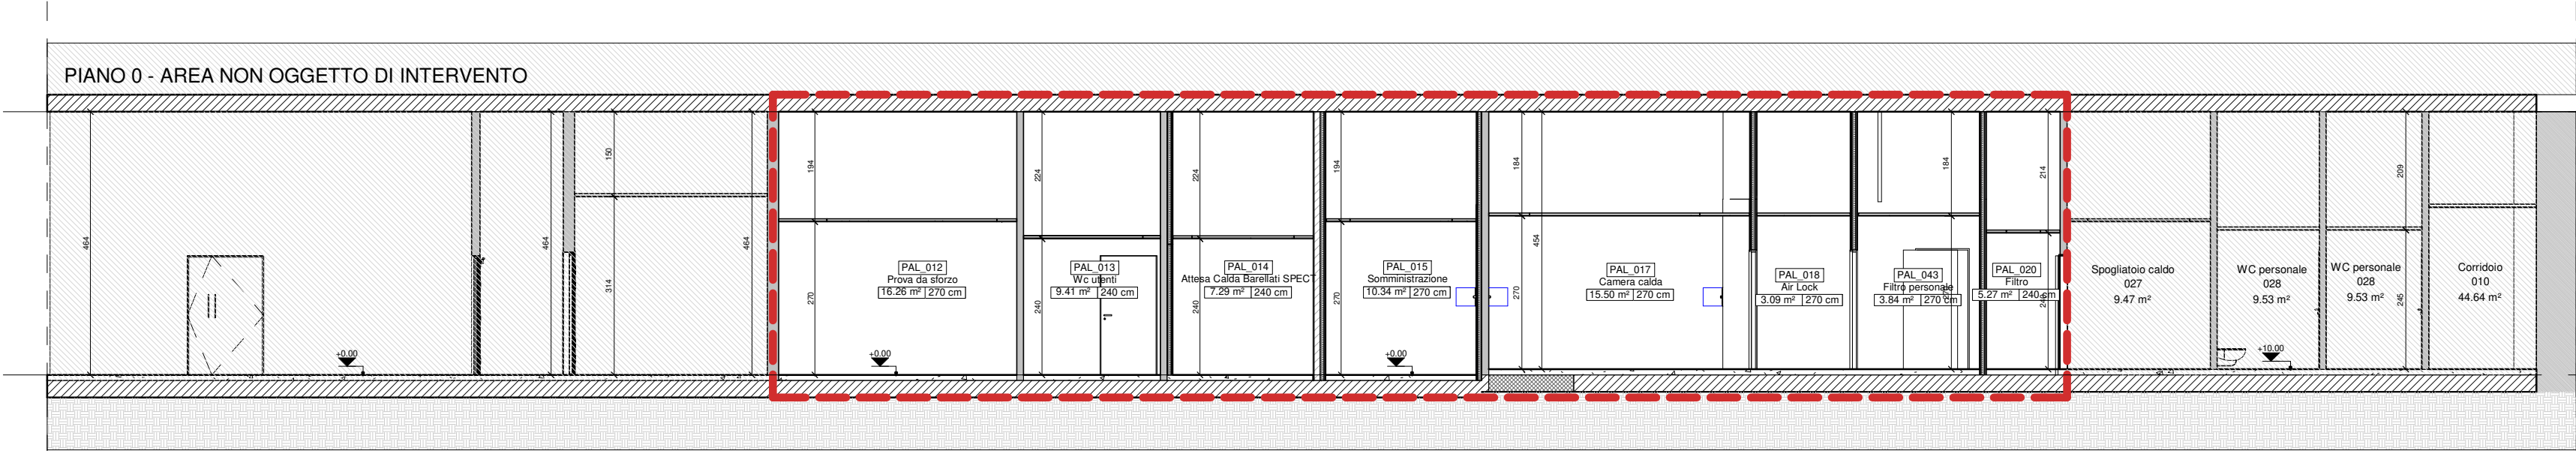 PIANO 0 - AREA NON OGGETTO DI INTERVENTO
464
464
150
314
464
+0.00
194
270
PAL_012
Prova da sforzo
16.26 m² 270 cm
+0.00
224
240
PAL_013
Wc utenti
9.41 m² 240 cm
224
240
PAL_014
Attesa Calda Barellati SPECT
7.29 m² 240 cm
194
270
PAL_015
Somministrazione
10.34 m² 270 cm
+0.00
184
270
454
PAL_017
Camera calda
15.50 m² 270 cm
PAL_018
Air Lock
3.09 m² 270 cm
184
PAL_043
Filtro personale
3.84 m² 270 cm
214
PAL_020
Filtro
5.27 m² 240 cm
Spogliatoio caldo
027
9.47 m²
WC personale
028
9.53 m²
+10.00
WC personale
028
9.53 m²
209
245
Corridoio
010
44.64 m²